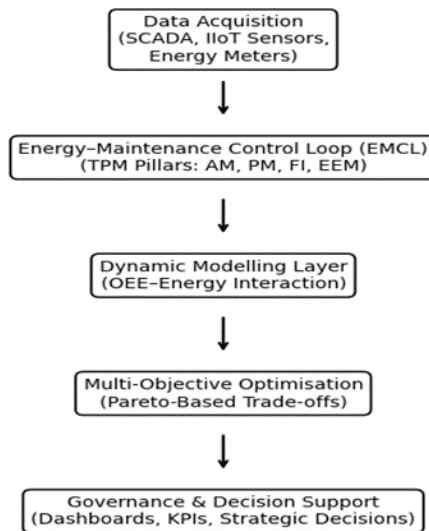 Data Acquisition
(SCADA, IIoT Sensors,
Energy Meters)
Energy–Maintenance Control Loop (EMCL)
(TPM Pillars: AM, PM, FI, EEM)
Dynamic Modelling Layer
(OEE–Energy Interaction)
Multi-Objective Optimisation
(Pareto-Based Trade-offs)
Governance & Decision Support
(Dashboards, KPIs, Strategic Decisions)